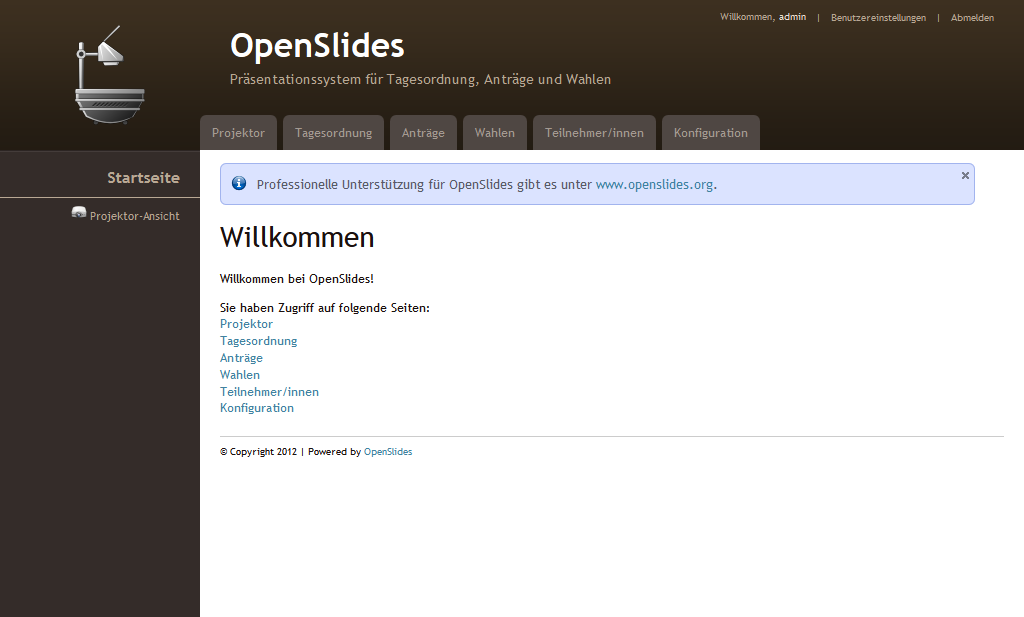 Willkommen, admin | Benutzereinstellungen | Abmelden
OpenSlides
Präsentationssystem für Tagesordnung, Anträge und Wahlen
Projektor Tagesordnung Anträge Wahlen Teilnehmer/innen Konfiguration
Startseite
Projektor-Ansicht
Professionelle Unterstützung für OpenSlides gibt es unter www.openslides.org.
Willkommen
Willkommen bei OpenSlides!
Sie haben Zugriff auf folgende Seiten:
Projektor
Tagesordnung
Anträge
Wahlen
Teilnehmer/innen
Konfiguration
© Copyright 2012 | Powered by OpenSlides